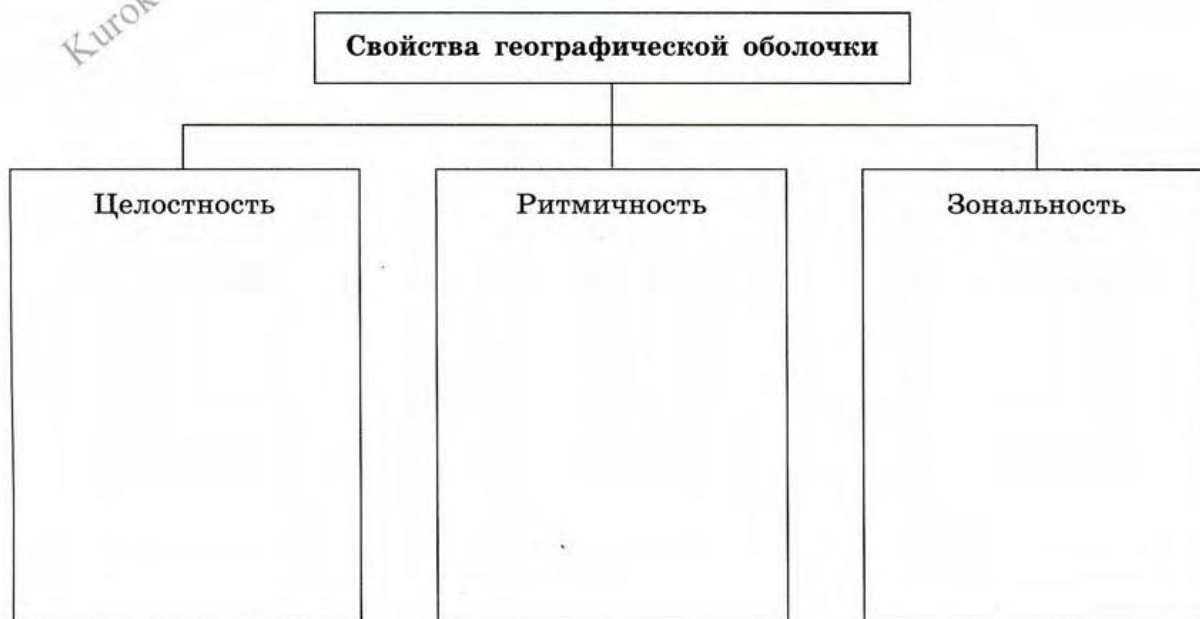 Свойства географической оболочки
Целостность
Ритмичность
Зональность